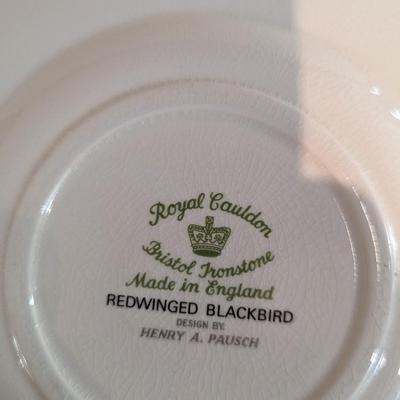 Royal Cauldon
Bristol Ironstone
Made in England
REDWINGED BLACKBIRD
DESIGN BY:
HENRY A. PAUSCH